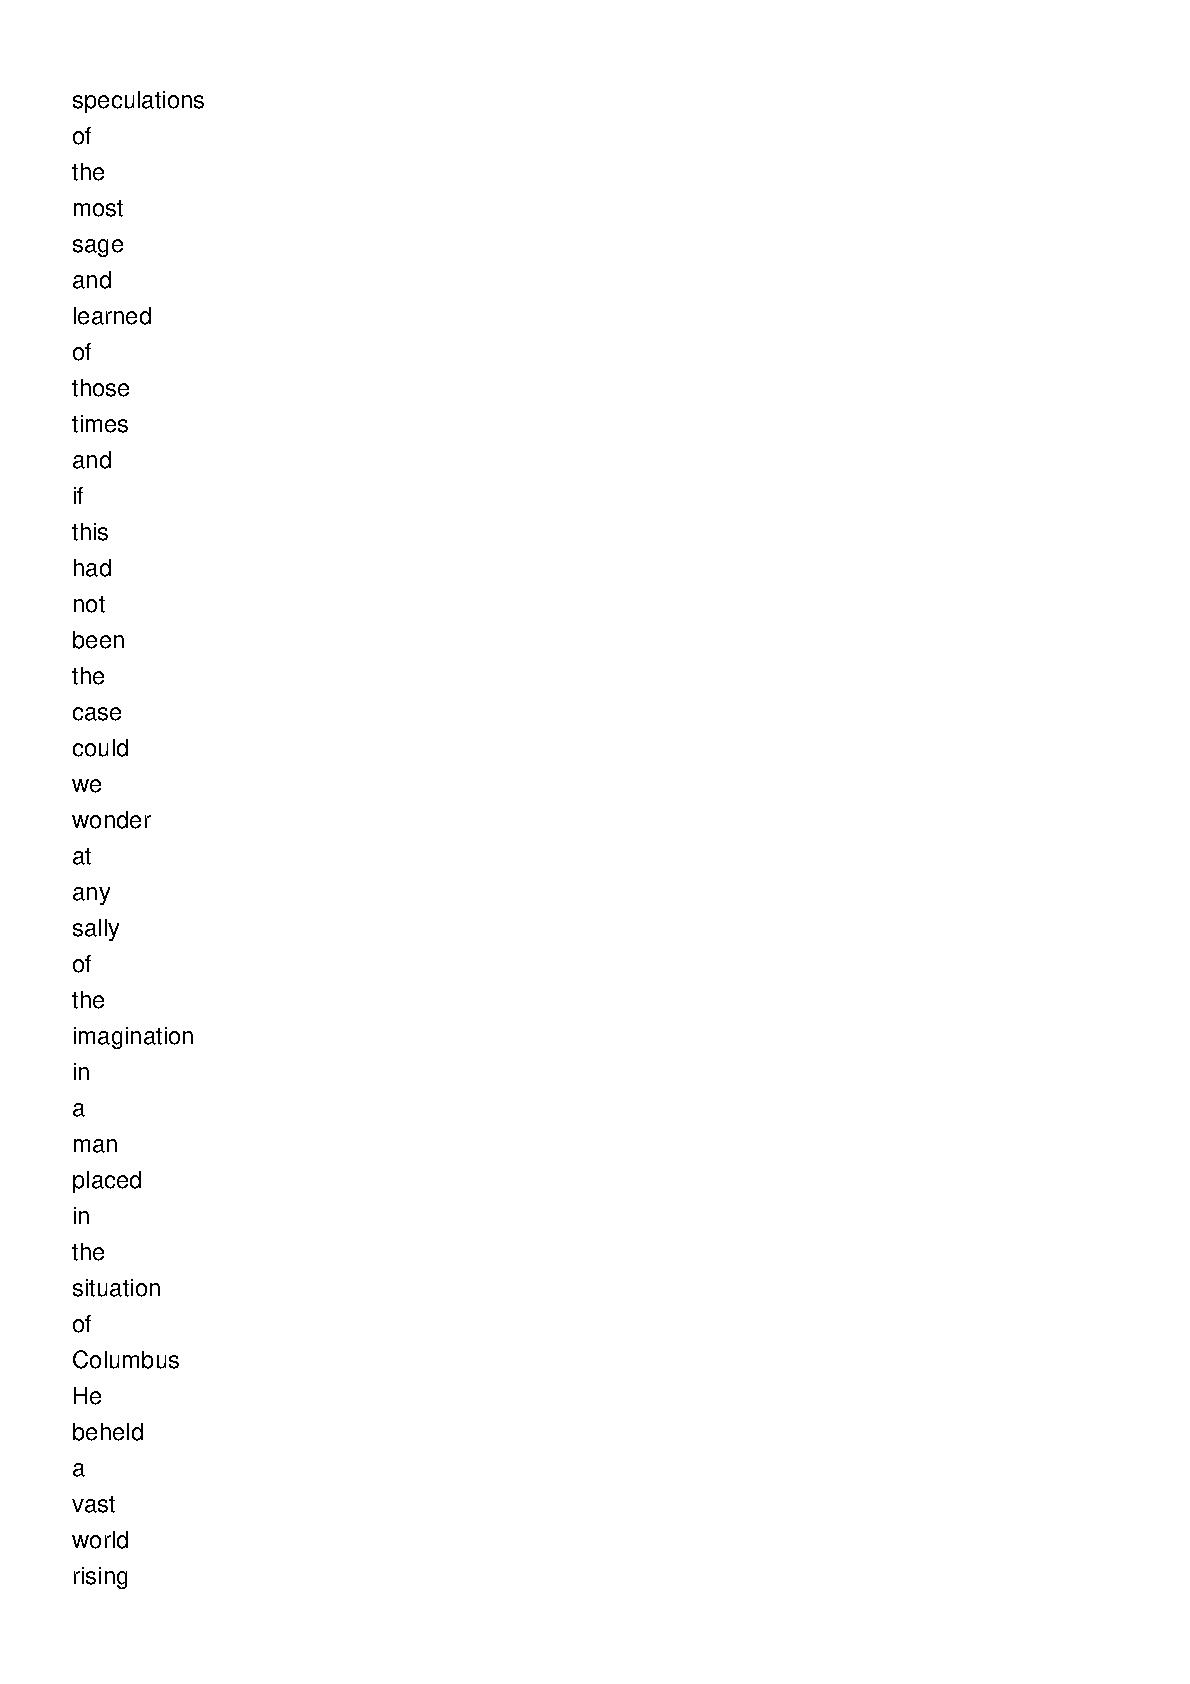 speculations
of
the
most
sage
and
learned
of
those
times
and
if
this
had
not
been
the
case
could
we
wonder
at
any
sally
of
the
imagination
in
a
man
placed
in
the
situation
of
Columbus
He
beheld
a
vast
world
rising